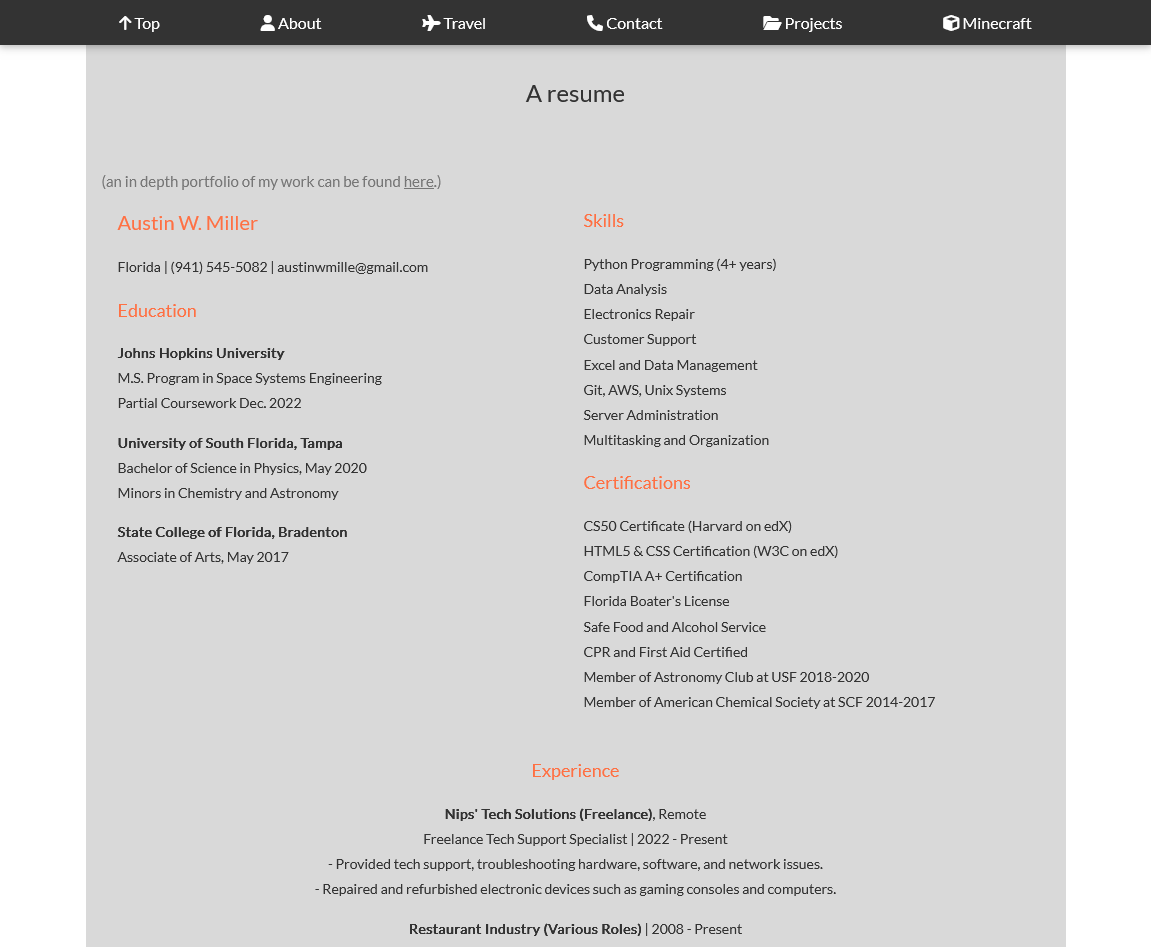 Top About Travel Contact Projects Minecraft
A resume
(an in depth portfolio of my work can be found here.)
Austin W. Miller
Florida | (941) 545-5082 | austinwmille@gmail.com
Education
Johns Hopkins University
M.S. Program in Space Systems Engineering
Partial Coursework Dec. 2022
University of South Florida, Tampa
Bachelor of Science in Physics, May 2020
Minors in Chemistry and Astronomy
State College of Florida, Bradenton
Associate of Arts, May 2017
Skills
Python Programming (4+ years)
Data Analysis
Electronics Repair
Customer Support
Excel and Data Management
Git, AWS, Unix Systems
Server Administration
Multitasking and Organization
Certifications
CS50 Certificate (Harvard on edX)
HTML5 & CSS Certification (W3C on edX)
CompTIA A+ Certification
Florida Boater's License
Safe Food and Alcohol Service
CPR and First Aid Certified
Member of Astronomy Club at USF 2018-2020
Member of American Chemical Society at SCF 2014-2017
Experience
Nips' Tech Solutions (Freelance), Remote
Freelance Tech Support Specialist | 2022 - Present
- Provided tech support, troubleshooting hardware, software, and network issues.
- Repaired and refurbished electronic devices such as gaming consoles and computers.
Restaurant Industry (Various Roles) | 2008 - Present